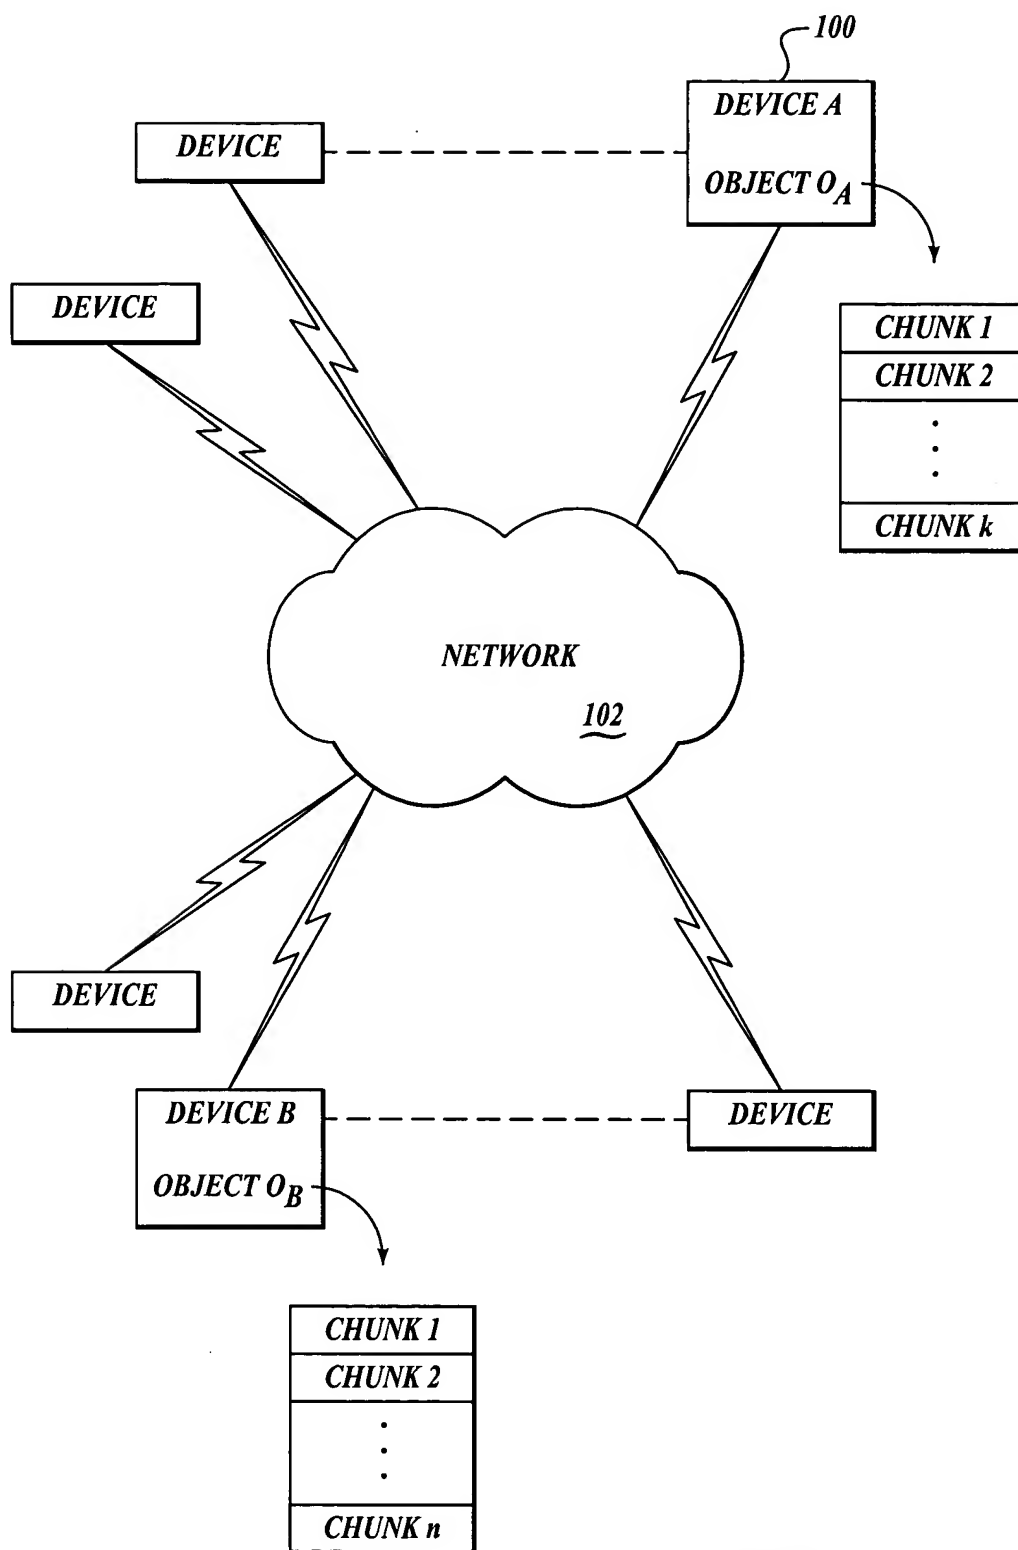 100
DEVICE A
DEVICE
OBJECT O_A
DEVICE
CHUNK 1
CHUNK 2
CHUNK k
NETWORK
102
DEVICE
DEVICE B
DEVICE
OBJECT O_B
CHUNK 1
CHUNK 2
CHUNK n